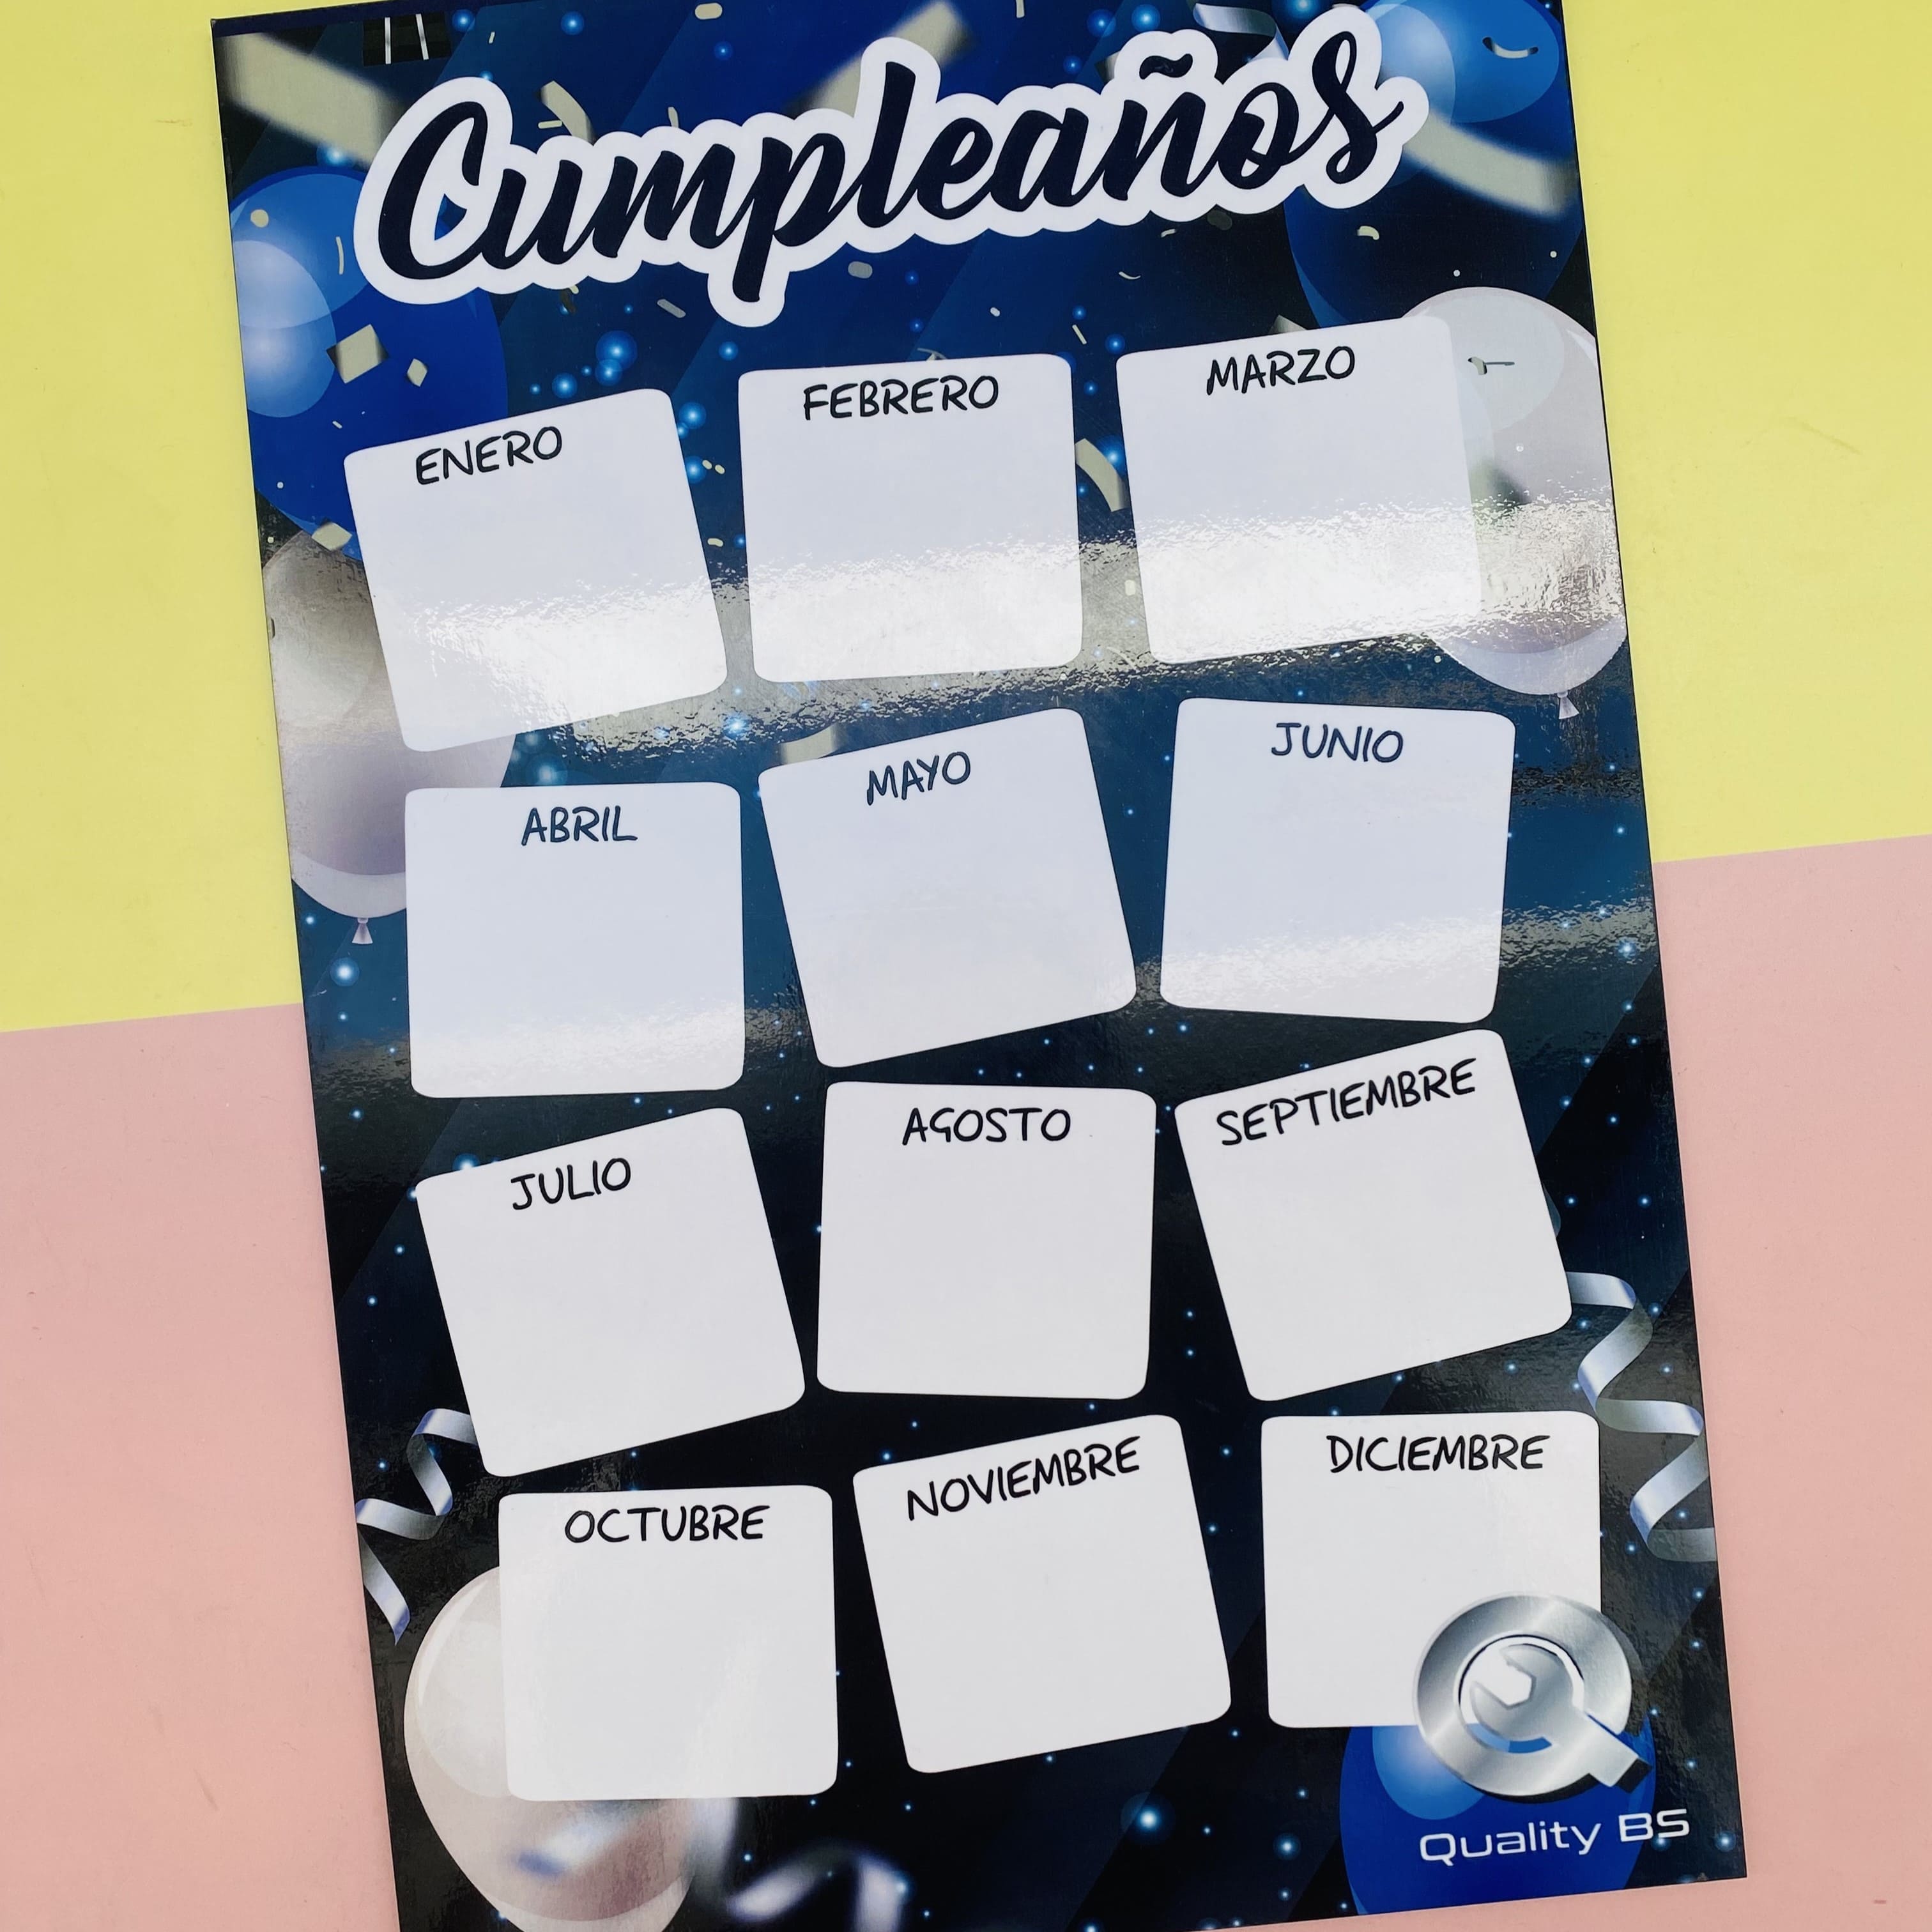 Cumpleaños
ENERO
FEBRERO
MARZO
ABRIL
MAYO
JUNIO
JULIO
AGOSTO
SEPTIEMBRE
OCTUBRE
NOVIEMBRE
DICIEMBRE
Quality BS